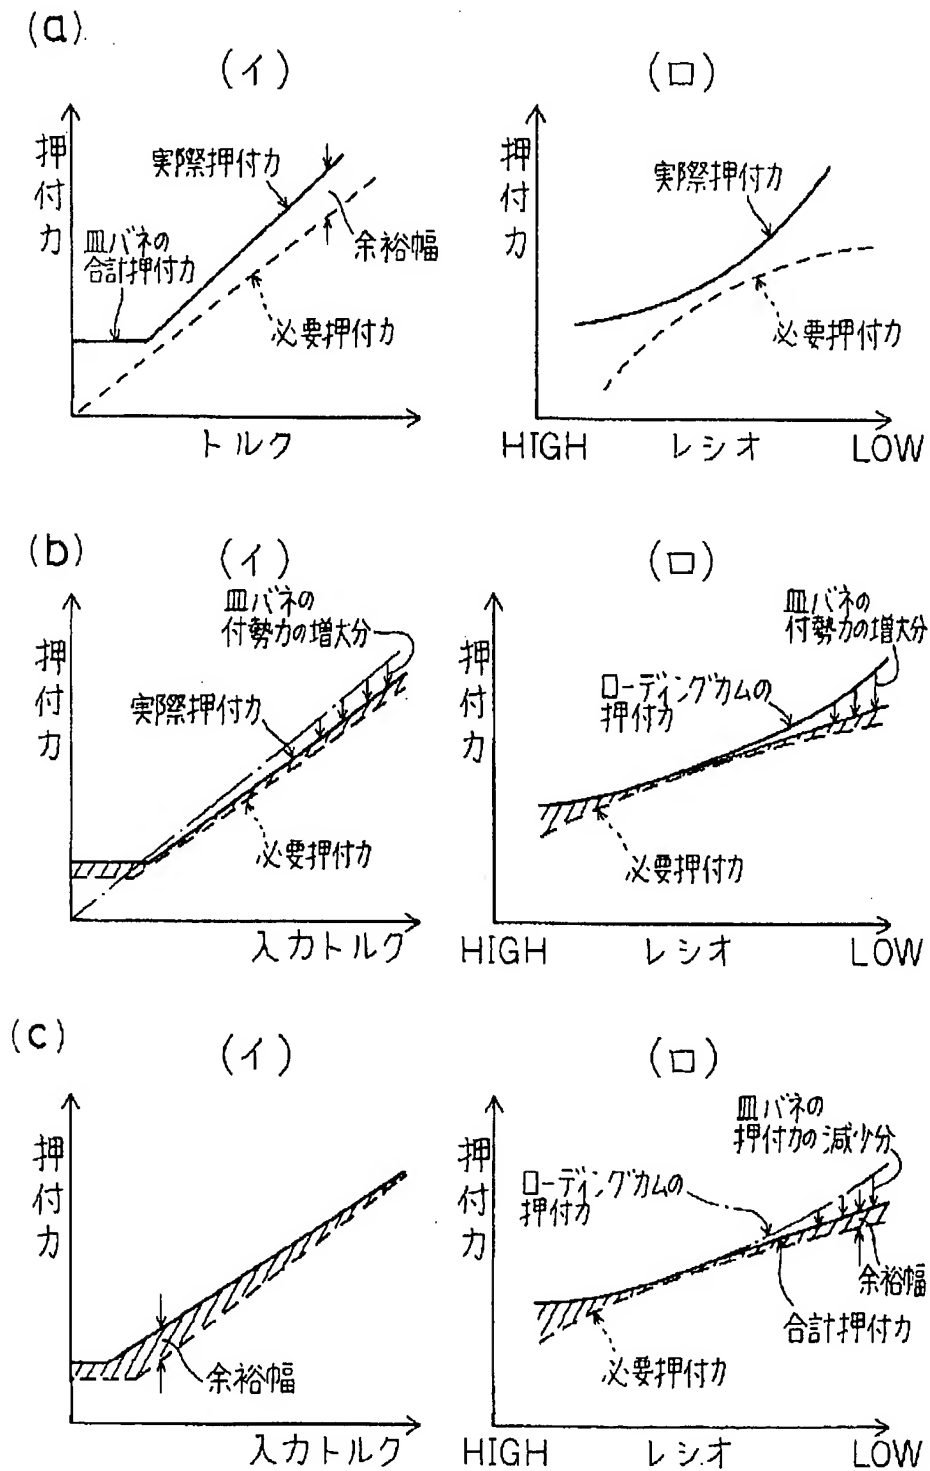 (a)
(イ)
押付力
実際押付力
皿バネの
合計押付力
余裕幅
必要押付力
トルク
(ロ)
押付力
実際押付力
必要押付力
HIGH レシオ LOW
(b)
(イ)
皿バネの
付勢力の増大分
押付力
実際押付力
必要押付力
入力トルク
(ロ)
皿バネの
付勢力の増大分
押付力
ローディングカムの
押付力
必要押付力
HIGH レシオ LOW
(c)
(イ)
押付力
余裕幅
入力トルク
(ロ)
皿バネの
押付力の減少分
押付力
ローディングカムの
押付力
余裕幅
合計押付力
必要押付力
HIGH レシオ LOW